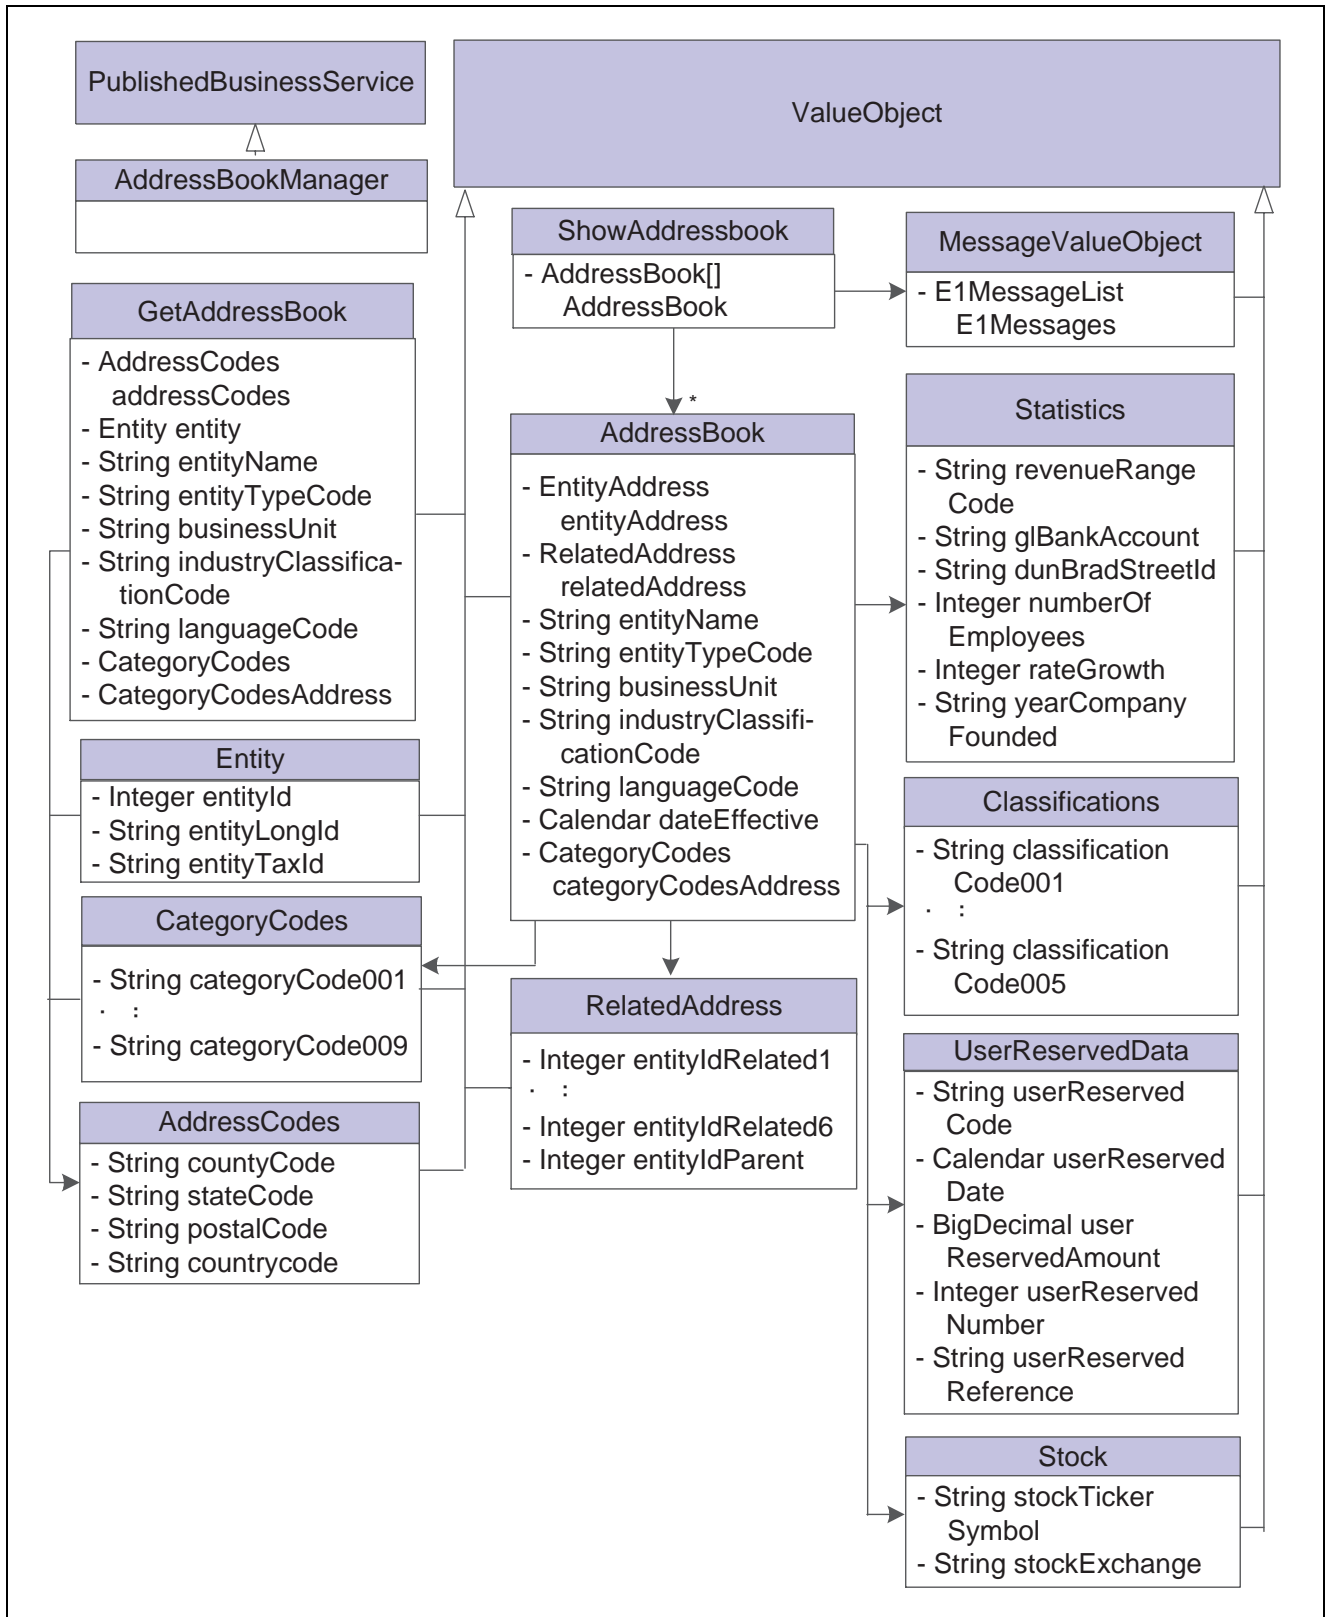 PublishedBusinessService
AddressBookManager
ValueObject
GetAddressBook
- AddressCodes
addressCodes
- Entity entity
- String entityName
- String entityTypeCode
- String businessUnit
- String industryClassifica-
tionCode
- String languageCode
- CategoryCodes
- CategoryCodesAddress
Entity
- Integer entityId
- String entityLongId
- String entityTaxId
CategoryCodes
- String categoryCode001
. :
- String categoryCode009
AddressCodes
- String countyCode
- String stateCode
- String postalCode
- String countrycode
ShowAddressbook
- AddressBook[]
AddressBook
*
AddressBook
- EntityAddress
entityAddress
- RelatedAddress
relatedAddress
- String entityName
- String entityTypeCode
- String businessUnit
- String industryClassifi-
cationCode
- String languageCode
- Calendar dateEffective
- CategoryCodes
categoryCodesAddress
RelatedAddress
- Integer entityIdRelated1
. :
- Integer entityIdRelated6
- Integer entityIdParent
MessageValueObject
- E1MessageList
E1Messages
Statistics
- String revenueRange
Code
- String glBankAccount
- String dunBradStreetId
- Integer numberOf
Employees
- Integer rateGrowth
- String yearCompany
Founded
Classifications
- String classification
Code001
. :
- String classification
Code005
UserReservedData
- String userReserved
Code
- Calendar userReserved
Date
- BigDecimal user
ReservedAmount
- Integer userReserved
Number
- String userReserved
Reference
Stock
- String stockTicker
Symbol
- String stockExchange